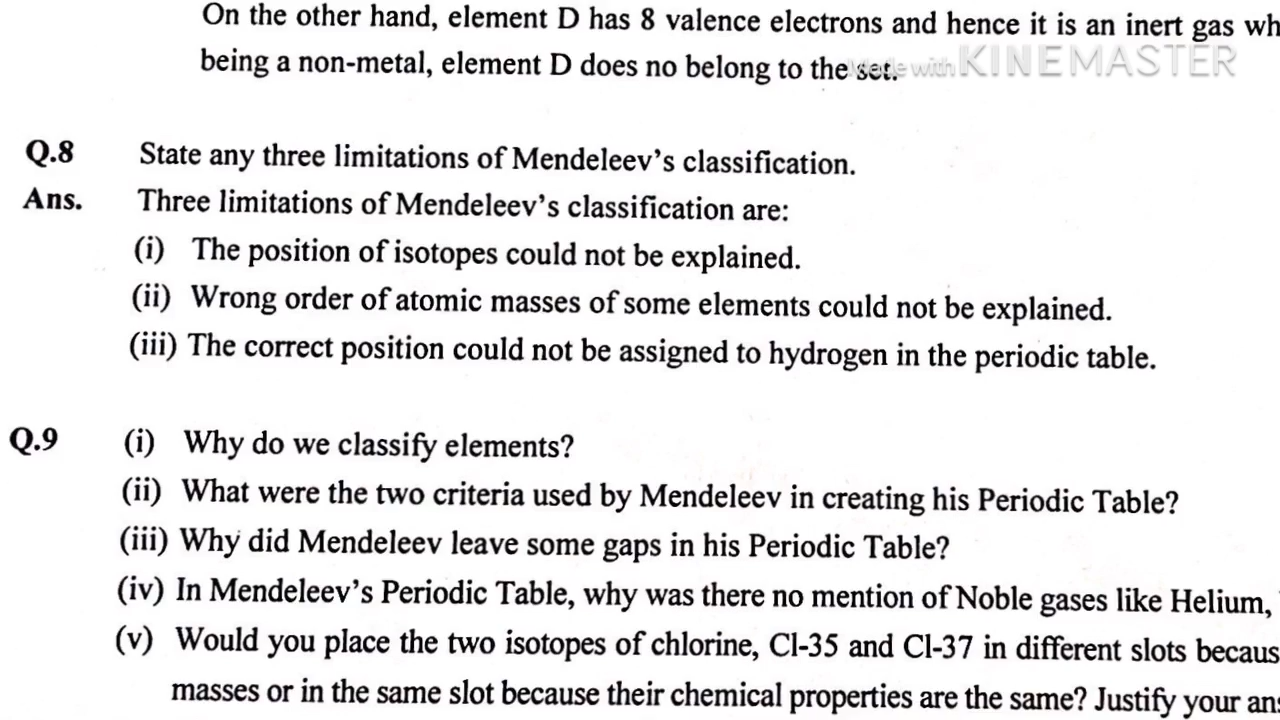 On the other hand, element D has 8 valence electrons and hence it is an inert gas wh
being a non-metal, element D does no belong to the set.
Made with KINEMASTER
Q.8 State any three limitations of Mendeleev's classification.
Ans. Three limitations of Mendeleev's classification are:
(i) The position of isotopes could not be explained.
(ii) Wrong order of atomic masses of some elements could not be explained.
(iii) The correct position could not be assigned to hydrogen in the periodic table.
Q.9 (i) Why do we classify elements?
(ii) What were the two criteria used by Mendeleev in creating his Periodic Table?
(iii) Why did Mendeleev leave some gaps in his Periodic Table?
(iv) In Mendeleev's Periodic Table, why was there no mention of Noble gases like Helium,
(v) Would you place the two isotopes of chlorine, Cl-35 and Cl-37 in different slots becaus
masses or in the same slot because their chemical properties are the same? Justify your an